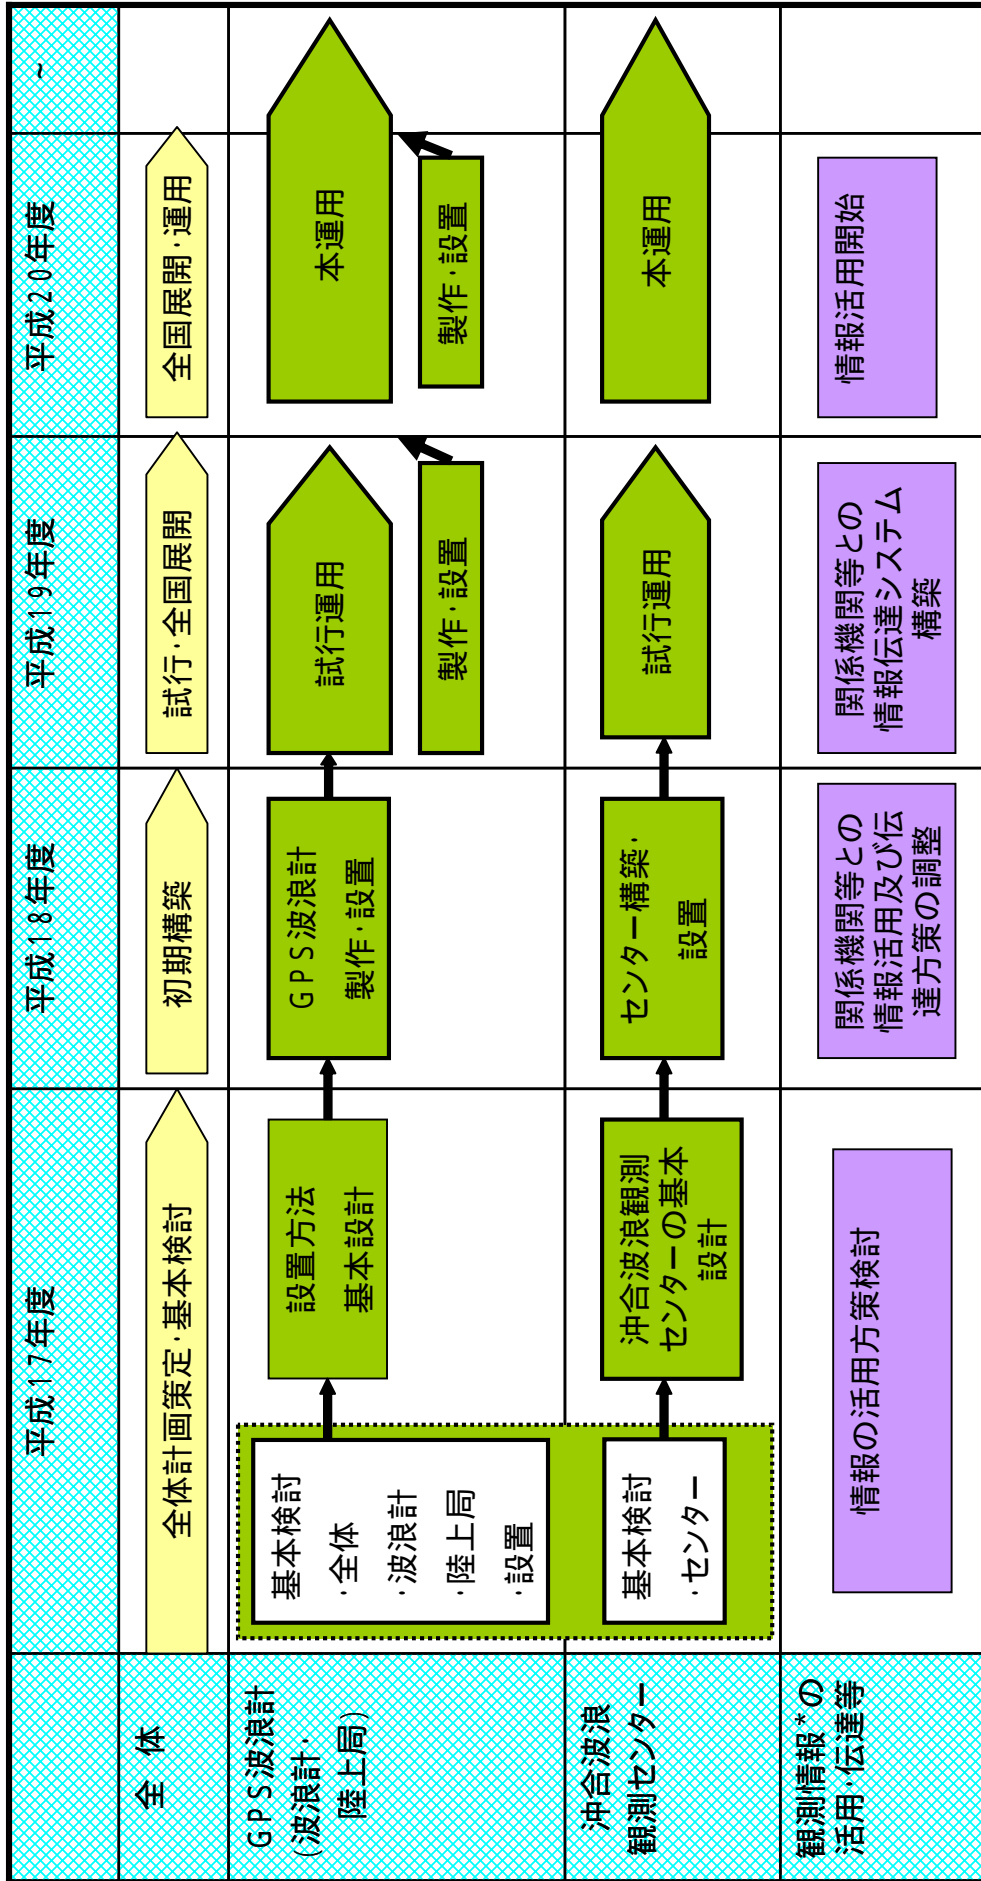 平成17年度
平成18年度
平成19年度
平成20年度
~
全 体
全体計画策定・基本検討
初期構築
試行・全国展開
全国展開・運用
GPS波浪計
(波浪計・
陸上局)
基本検討
・全体
・波浪計
・陸上局
・設置
設置方法
基本設計
GPS波浪計
製作・設置
試行運用
製作・設置
本運用
製作・設置
沖合波浪
観測センター
基本検討
・センター
沖合波浪観測
センターの基本
設計
センター構築・
設置
試行運用
本運用
観測情報*の
活用・伝達等
情報の活用方策検討
関係機関等との
情報活用及び伝
達方策の調整
関係機関等との
情報伝達システム
構築
情報活用開始